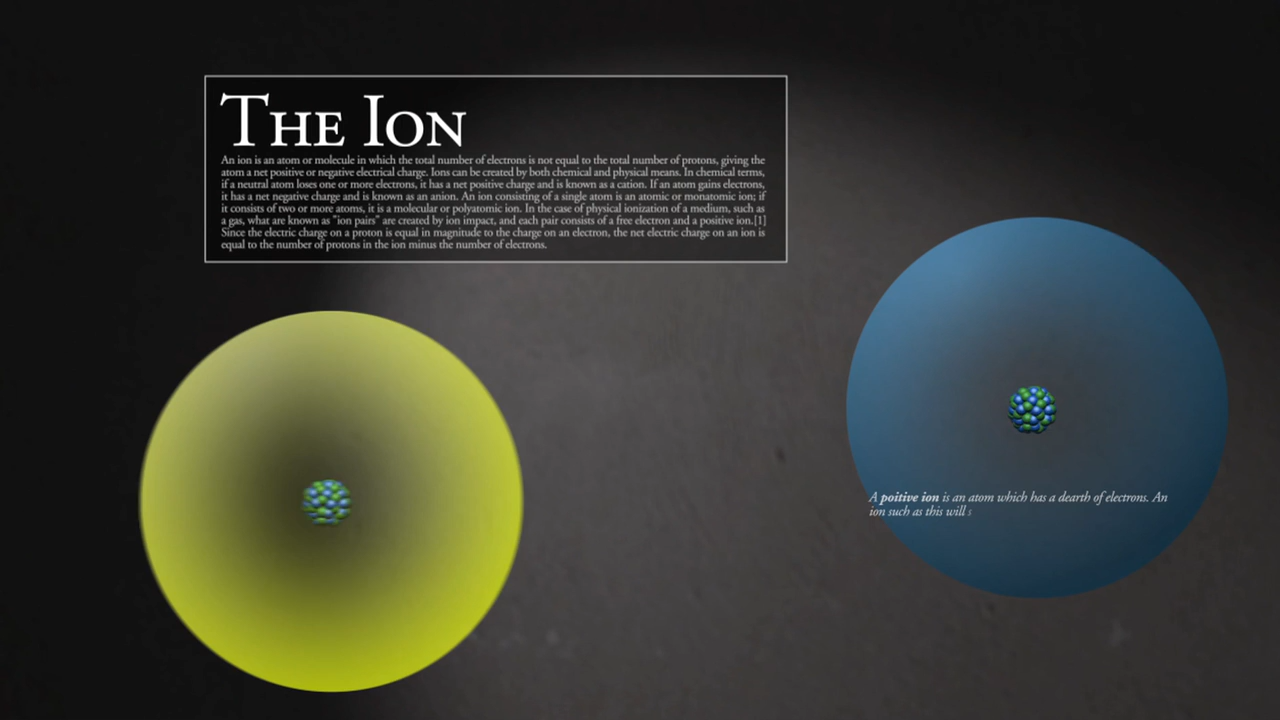 THE ION
An ion is an atom or molecule in which the total number of electrons is not equal to the total number of protons, giving the
atom a net positive or negative electrical charge. Ions can be created by both chemical and physical means. In chemical terms,
if a neutral atom loses one or more electrons, it has a net positive charge and is known as a cation. If an atom gains electrons,
it has a net negative charge and is known as an anion. An ion consisting of a single atom is an atomic or monatomic ion; if
it consists of two or more atoms, it is a molecular or polyatomic ion. In the case of physical ionization of a medium, such as
a gas, what are known as "ion pairs" are created by ion impact, and each pair consists of a free electron and a positive ion.[1]
Since the electric charge on a proton is equal in magnitude to the charge on an electron, the net electric charge on an ion is
equal to the number of protons in the ion minus the number of electrons.
A poitive ion is an atom which has a dearth of electrons. An
ion such as this will s